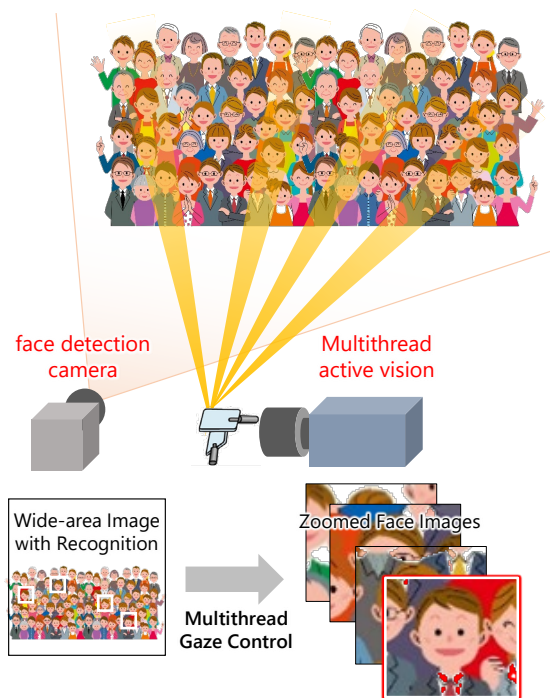 face detection
camera
Multithread
active vision
Wide-area Image
with Recognition
Zoomed Face Images
Multithread
Gaze Control